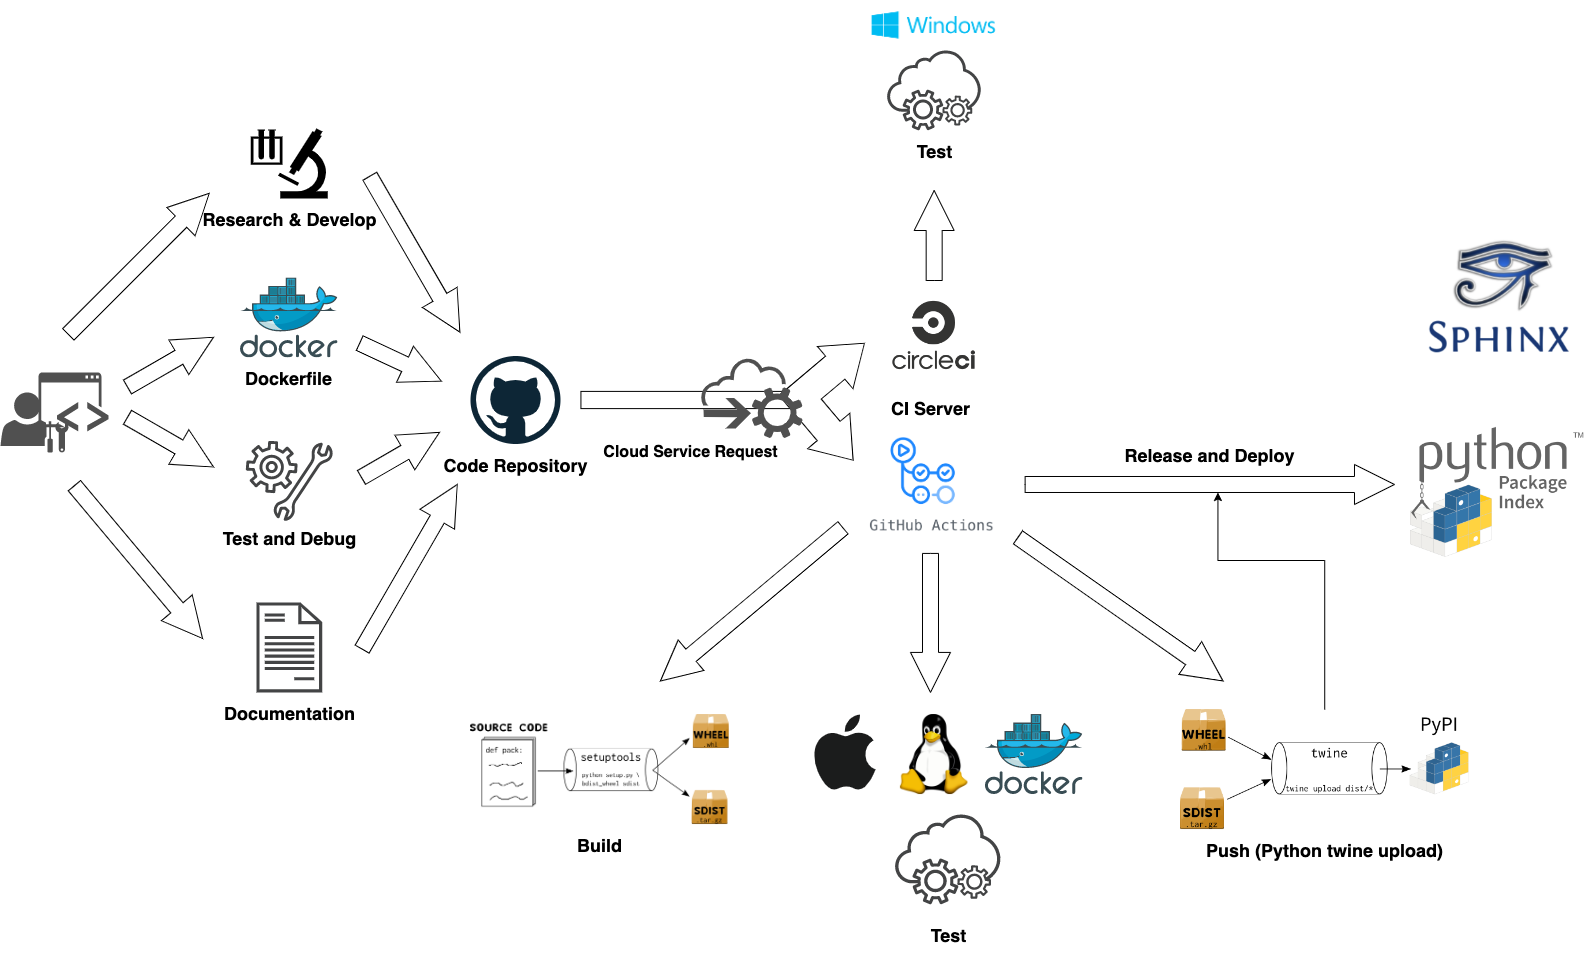 Windows
Test
Research & Develop
docker
Dockerfile
Test and Debug
Documentation
Code Repository
Cloud Service Request
circleci
CI Server
GitHub Actions
SPHINX
Release and Deploy
python™
Package
Index
SOURCE CODE
def pack:
setuptools
python setup.py \
bdist_wheel sdist
WHEEL
.whl
SDIST
.tar.gz
Build
docker
Test
WHEEL
.whl
SDIST
.tar.gz
twine
twine upload dist/*
PyPI
Push (Python twine upload)